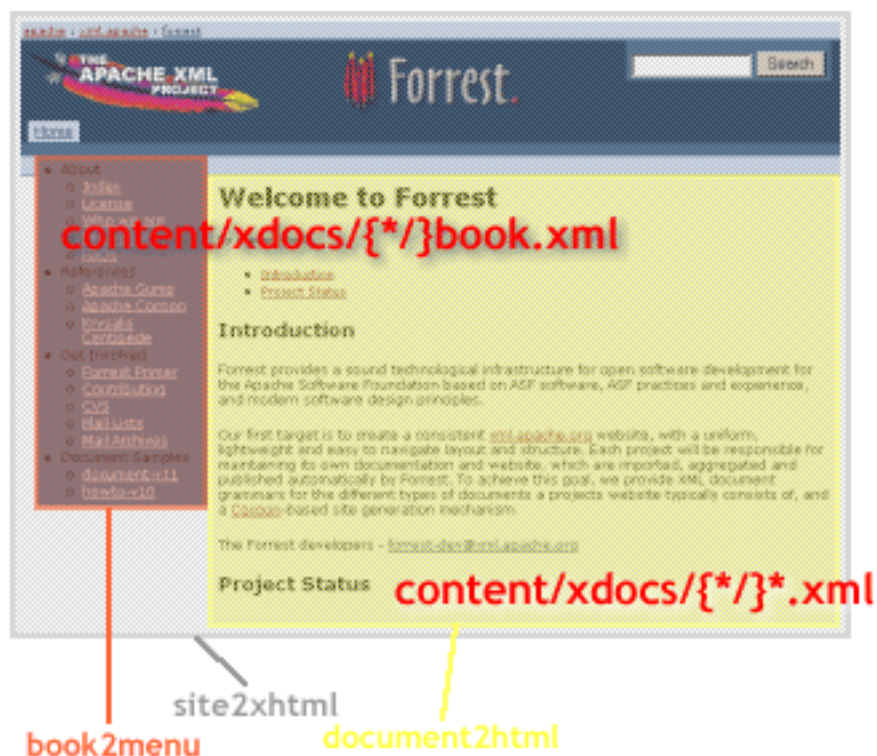 apache > xml.apache > forrest
THE
APACHE XML
PROJECT
Forrest.
Search
Home
• About
○ Index
○ License
○ Who we are
content/xdocs/{*/}book.xml
○ FAQs
• Introduction
• Project Status
• References
○ Apache Gump
○ Apache Cocoon
○ Krysalis
Centipede
• Get Involved
○ Forrest Primer
○ Contributing
○ CVS
○ Mail Lists
○ Mail Archives
• Document Samples
○ document-v11
○ howto-v10
Welcome to Forrest
Introduction
Forrest provides a sound technological infrastructure for open software development for
the Apache Software Foundation based on ASF software, ASF practices and experience,
and modern software design principles.
Our first target is to create a consistent xml.apache.org website, with a uniform,
lightweight and easy to navigate layout and structure. Each project will be responsible for
maintaining its own documentation and website, which are imported, aggregated and
published automatically by Forrest. To achieve this goal, we provide XML document
grammars for the different types of documents a projects website typically consists of, and
a Cocoon-based site generation mechanism.
The Forrest developers - forrest-dev@xml.apache.org
Project Status
content/xdocs/{*/}*.xml
site2xhtml
book2menu
document2html